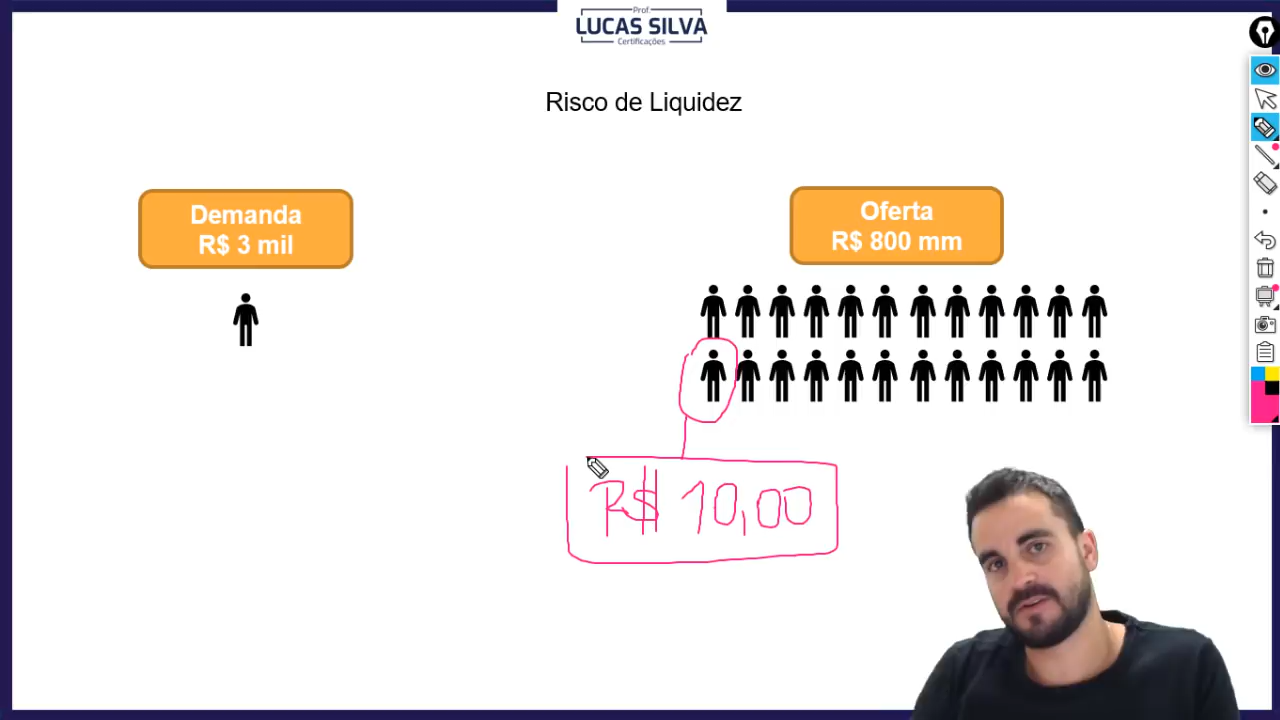 Prof.
LUCAS SILVA
Certificações
Risco de Liquidez
Demanda
R$ 3 mil
Oferta
R$ 800 mm
R$ 10,00